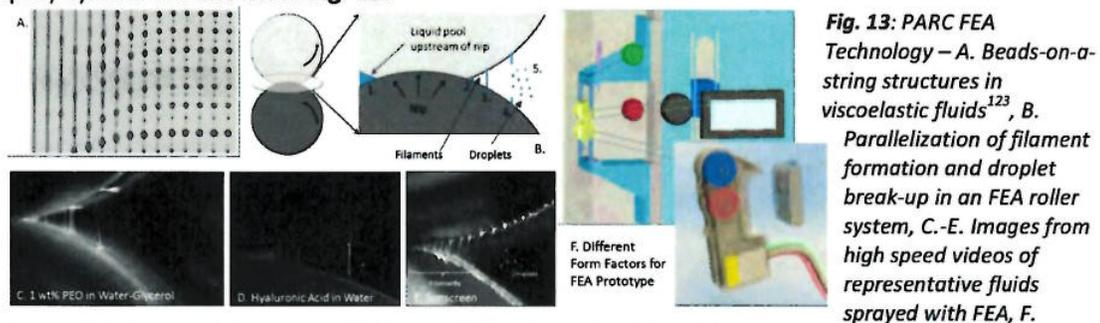 A.
Liquid pool
upstream of nip
5.
Nip
B.
Filaments
Droplets
C. 1 wt% PEO in Water-Glycerol
D. Hyaluronic Acid in Water
Sunscreen
F. Different
Form Factors for
FEA Prototype
Fig. 13: PARC FEA
Technology – A. Beads-on-a-
string structures in
viscoelastic fluids123, B.
Parallelization of filament
formation and droplet
break-up in an FEA roller
system, C.-E. Images from
high speed videos of
representative fluids
sprayed with FEA, F.